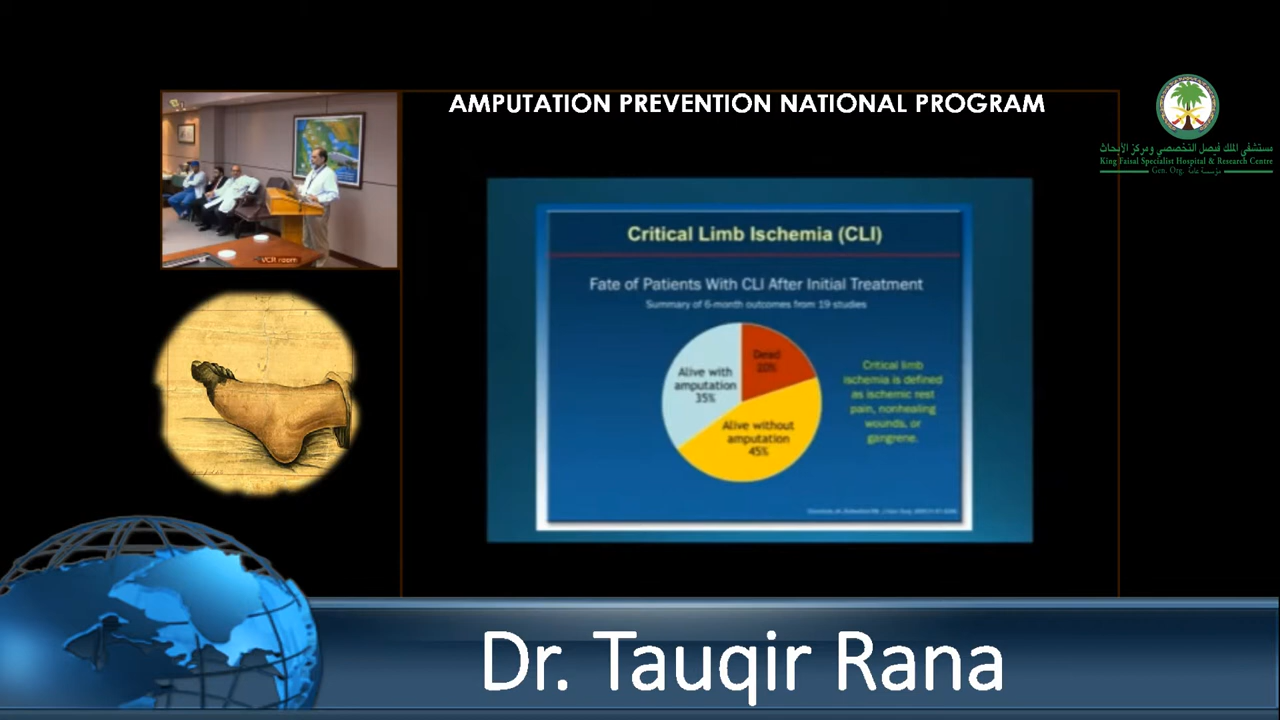 AMPUTATION PREVENTION NATIONAL PROGRAM
مستشفى الملك فيصل التخصصي ومركز الأبحاث
King Faisal Specialist Hospital & Research Centre
Gen. Org. مؤسسة عامة
VCR room
Critical Limb Ischemia (CLI)
Fate of Patients With CLI After Initial Treatment
Summary of 6-month outcomes from 19 studies
Dead
20%
Alive with
amputation
35%
Alive without
amputation
45%
Critical limb
ischemia is defined
as ischemic rest
pain, nonhealing
wounds, or
gangrene.
Dr. Tauqir Rana